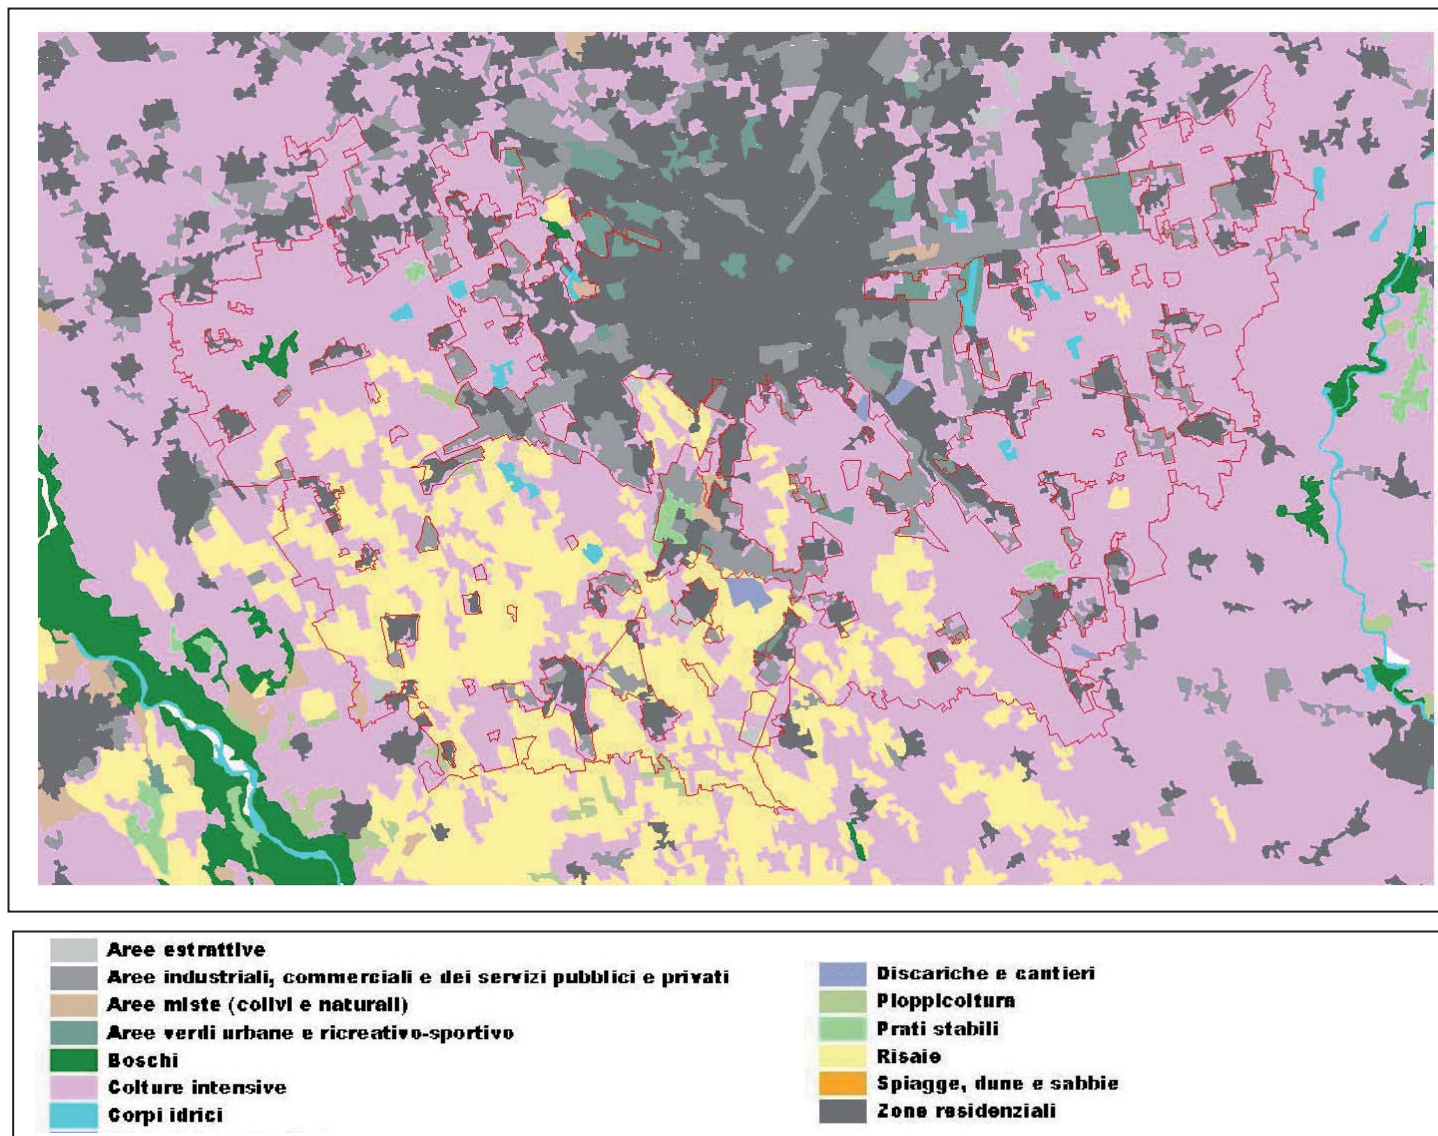 Aree estrattive
Aree industriali, commerciali e dei servizi pubblici e privati
Aree miste (colivi e naturali)
Aree verdi urbane e ricreativo-sportivo
Boschi
Colture intensive
Corpi idrici
Discariche e cantieri
Pioppicoltura
Prati stabili
Risaie
Spiagge, dune e sabbie
Zone residenziali